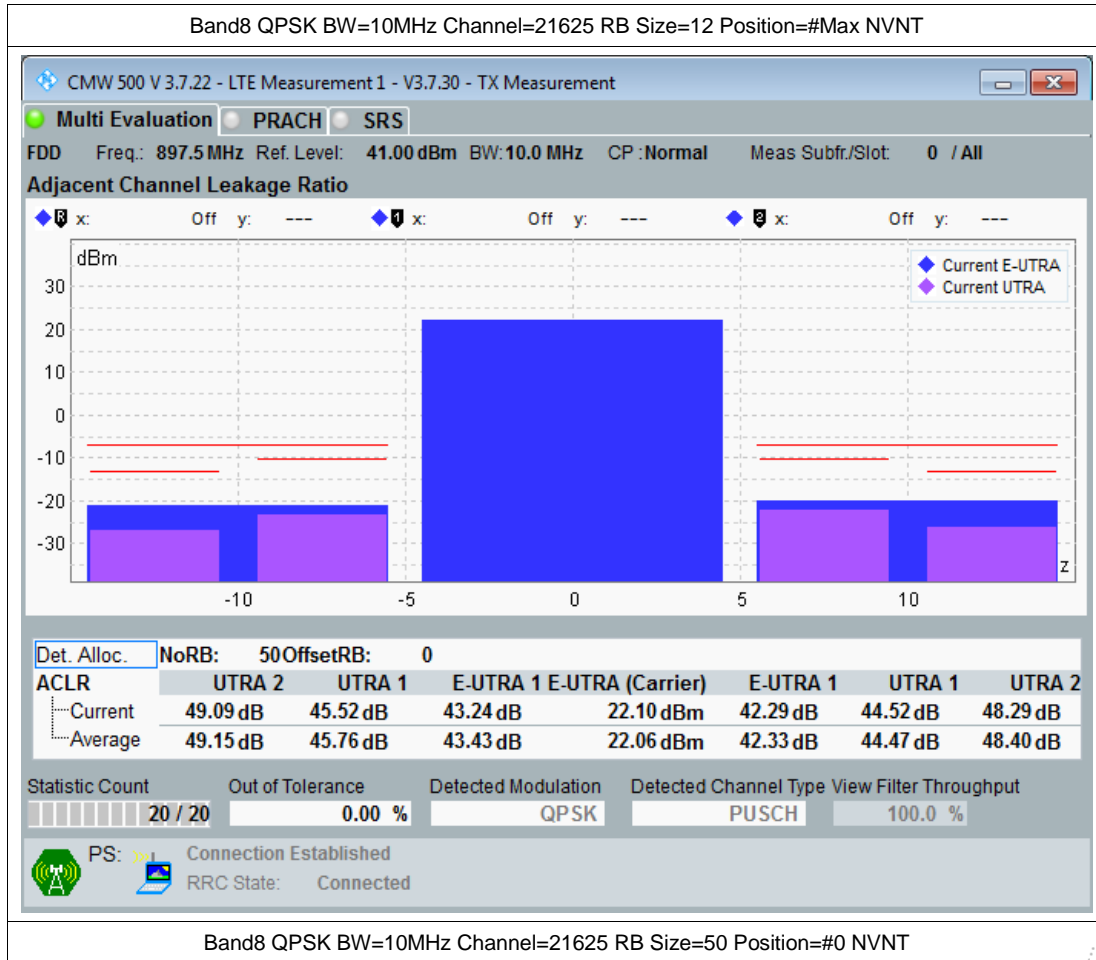 Band8 QPSK BW=10MHz Channel=21625 RB Size=12 Position=#Max NVNT
CMW 500 V 3.7.22 - LTE Measurement 1 - V3.7.30 - TX Measurement
Multi Evaluation PRACH SRS
FDD Freq.: 897.5 MHz Ref. Level: 41.00 dBm BW: 10.0 MHz CP : Normal Meas Subfr./Slot: 0 / All
Adjacent Channel Leakage Ratio
R x: Off y: --- 1 x: Off y: --- 2 x: Off y: ---
dBm
Current E-UTRA
Current UTRA
30
20
10
0
-10
-20
-30
z
-10 -5 0 5 10
Det. Alloc. NoRB: 50 OffsetRB: 0
ACLR UTRA 2 UTRA 1 E-UTRA 1 E-UTRA (Carrier) E-UTRA 1 UTRA 1 UTRA 2
Current 49.09 dB 45.52 dB 43.24 dB 22.10 dBm 42.29 dB 44.52 dB 48.29 dB
Average 49.15 dB 45.76 dB 43.43 dB 22.06 dBm 42.33 dB 44.47 dB 48.40 dB
Statistic Count Out of Tolerance Detected Modulation Detected Channel Type View Filter Throughput
20 / 20 0.00 % QPSK PUSCH 100.0 %
PS: Connection Established
RRC State: Connected
Band8 QPSK BW=10MHz Channel=21625 RB Size=50 Position=#0 NVNT